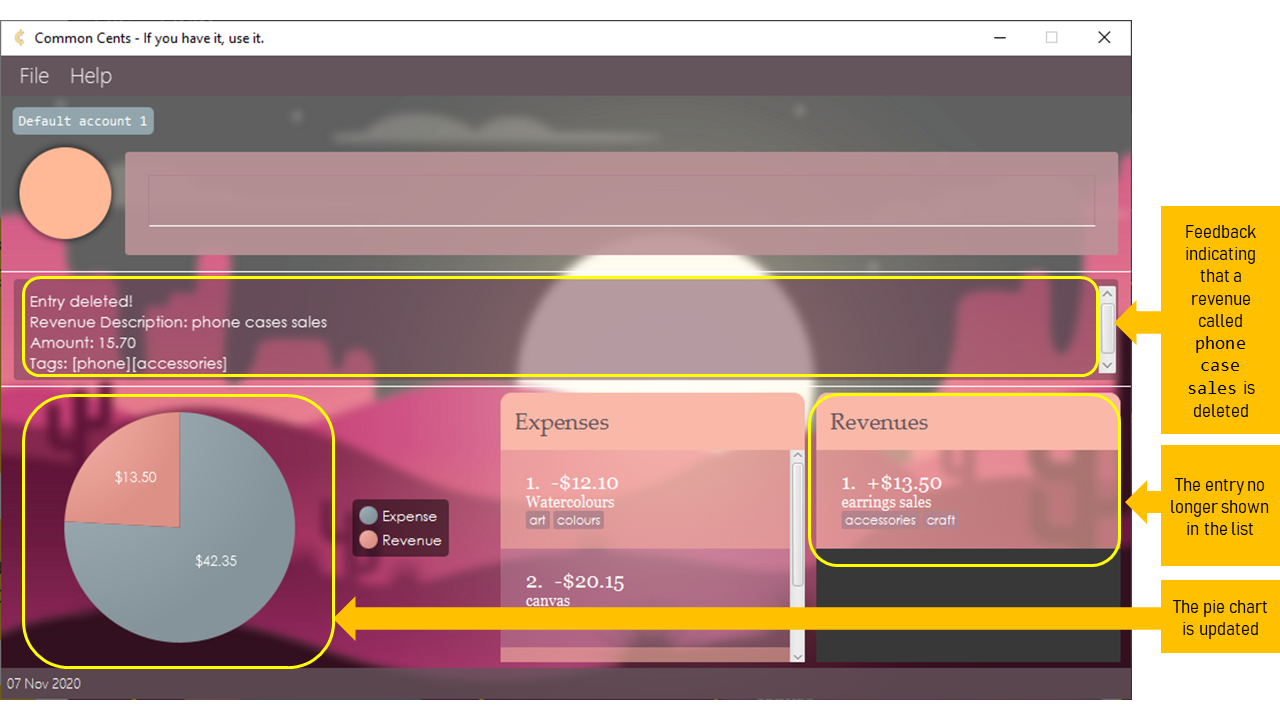 Common Cents - If you have it, use it.
File Help
Default account 1
Entry deleted!
Revenue Description: phone cases sales
Amount: 15.70
Tags: [phone][accessories]
Feedback
indicating
that a
revenue
called
phone
case
sales is
deleted
$13.50
$42.35
Expense
Revenue
Expenses
1. -$12.10
Watercolours
art colours
2. -$20.15
canvas
Revenues
1. +$13.50
earrings sales
accessories craft
The entry no
longer shown
in the list
The pie chart
is updated
07 Nov 2020